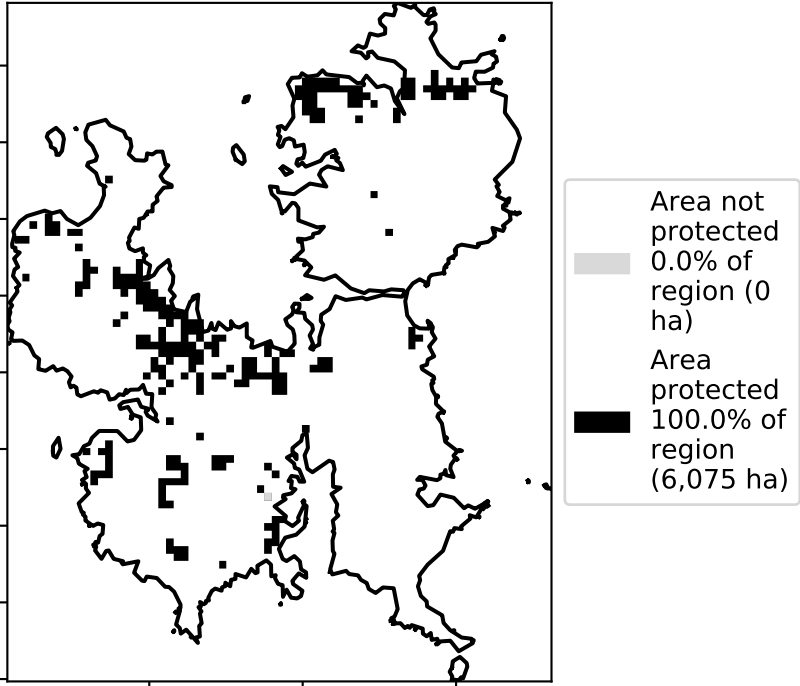 Area not
protected
0.0% of
region (0
ha)
Area
protected
100.0% of
region
(6,075 ha)